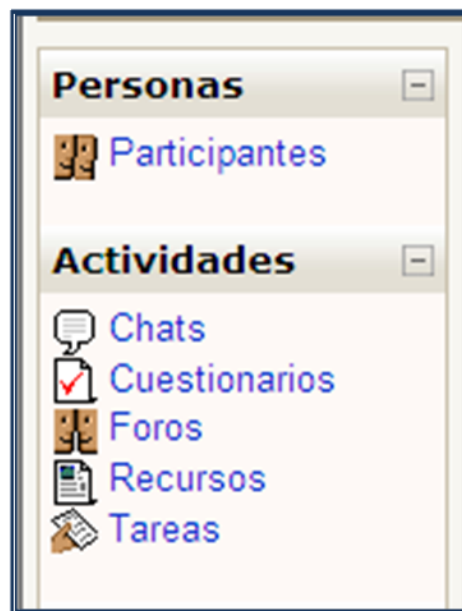 Personas
Participantes
Actividades
Chats
Cuestionarios
Foros
Recursos
Tareas